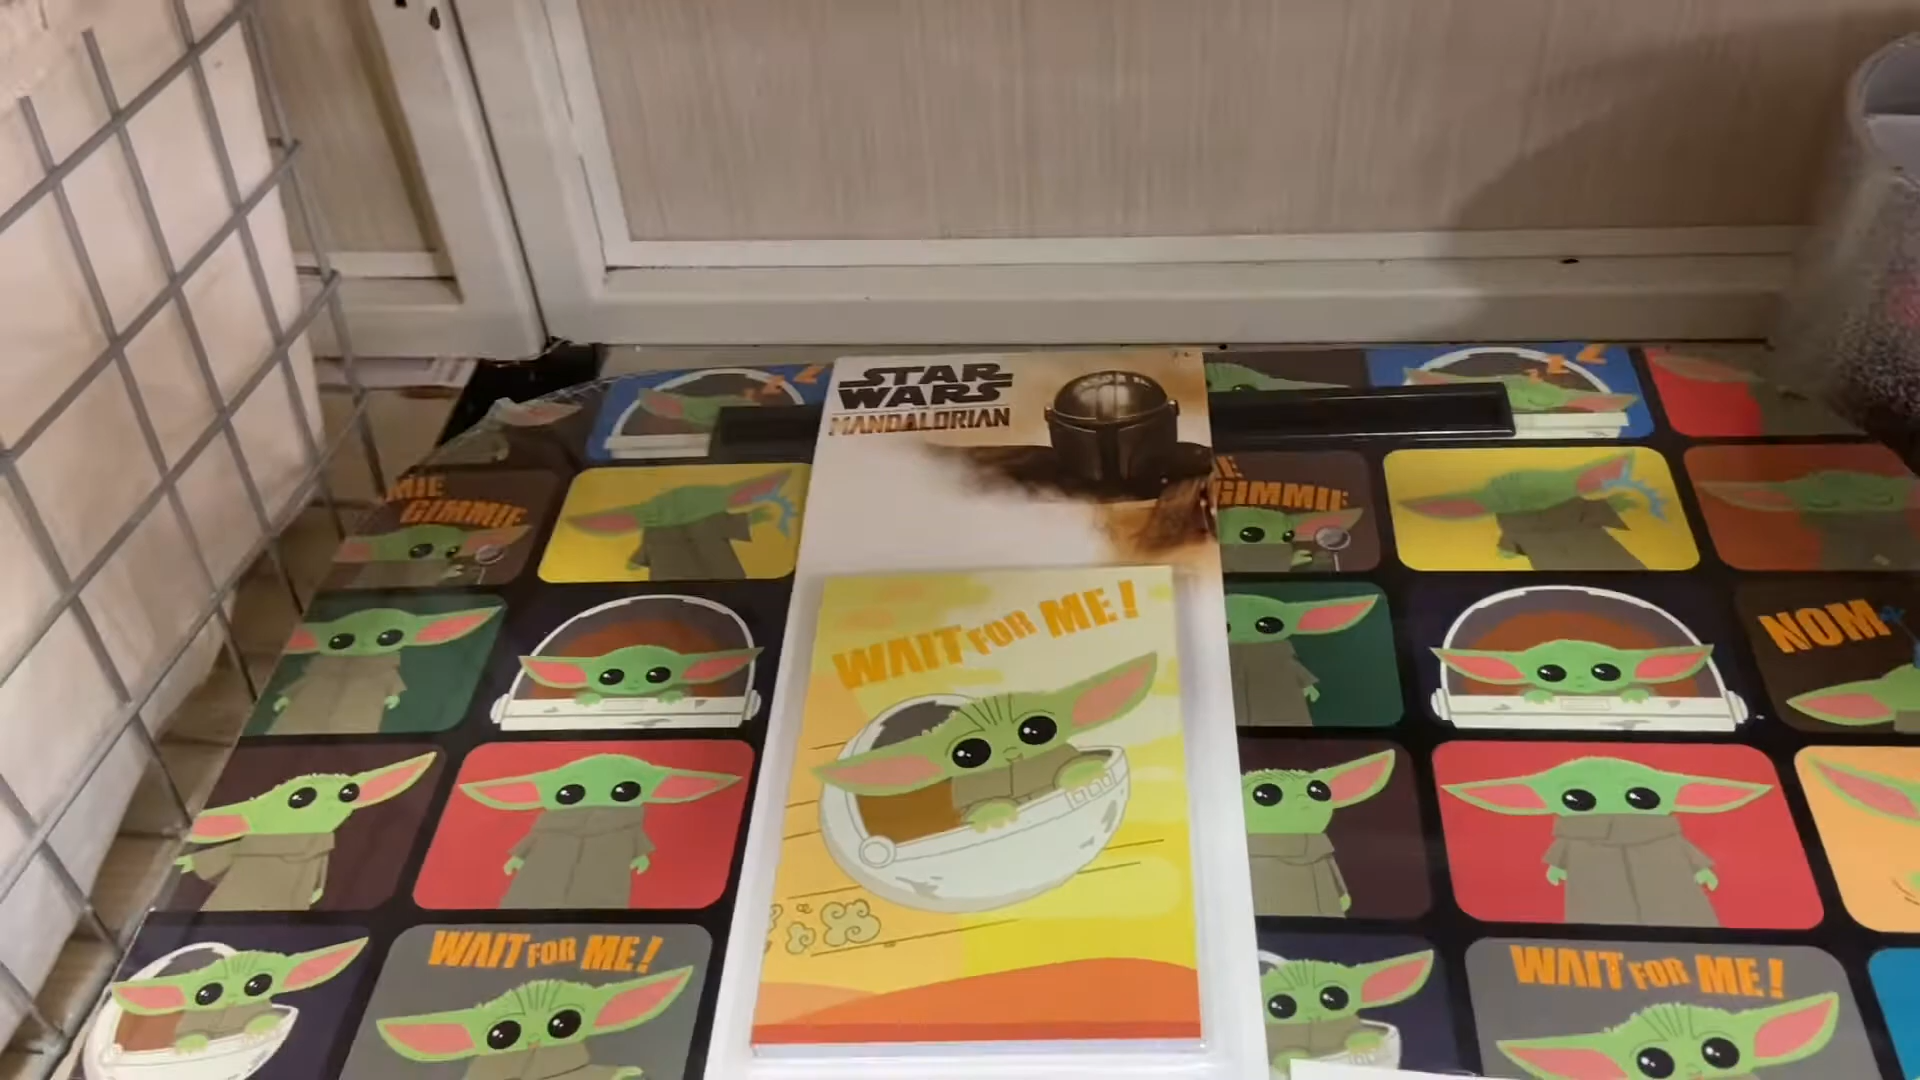 STAR
WARS
MANDALORIAN
GIMMIE
GIMMIE
WAIT FOR ME!
NOM
WAIT FOR ME!
WAIT FOR ME!